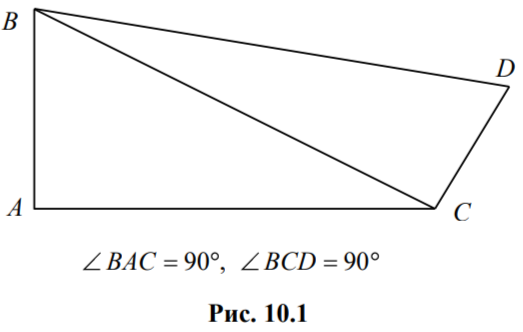 B
D
A
C
∠BAC = 90°, ∠BCD = 90°
Рис. 10.1